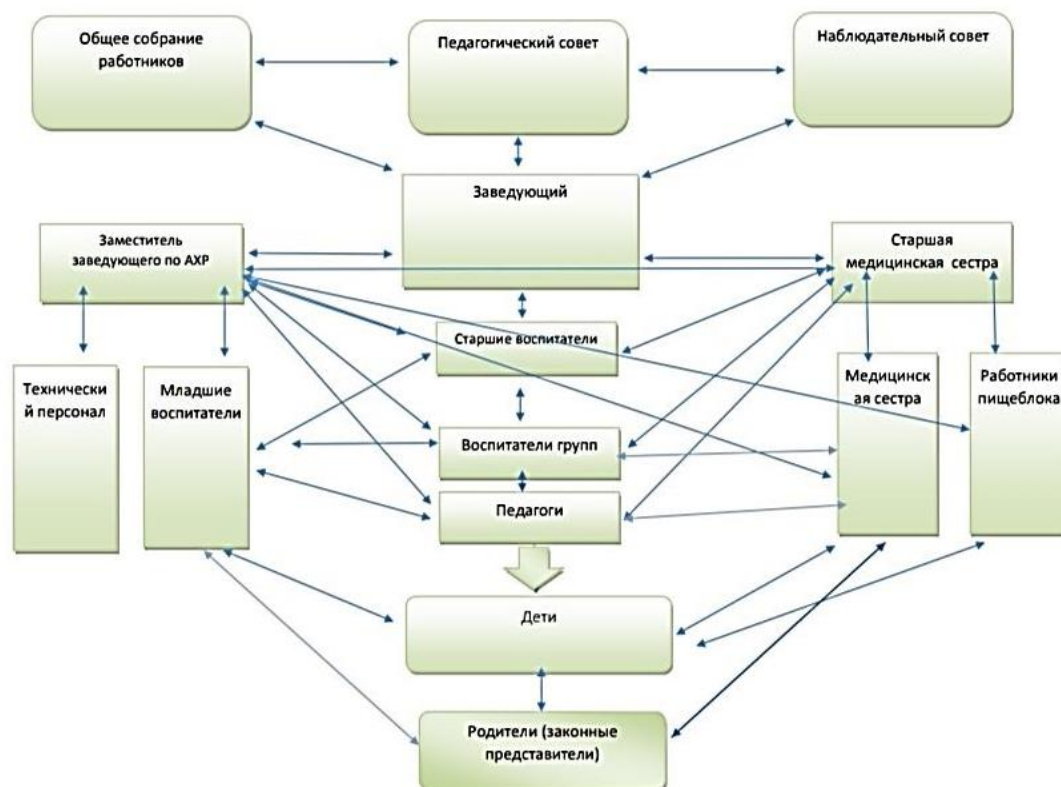 Общее собрание
работников
Педагогический совет
Наблюдательный совет
Заведующий
Заместитель
заведующего по АХР
Старшая
медицинская сестра
Старшие воспитатели
Технически
й персонал
Младшие
воспитатели
Медицинск
ая сестра
Работники
пищеблока
Воспитатели групп
Педагоги
Дети
Родители (законные
представители)